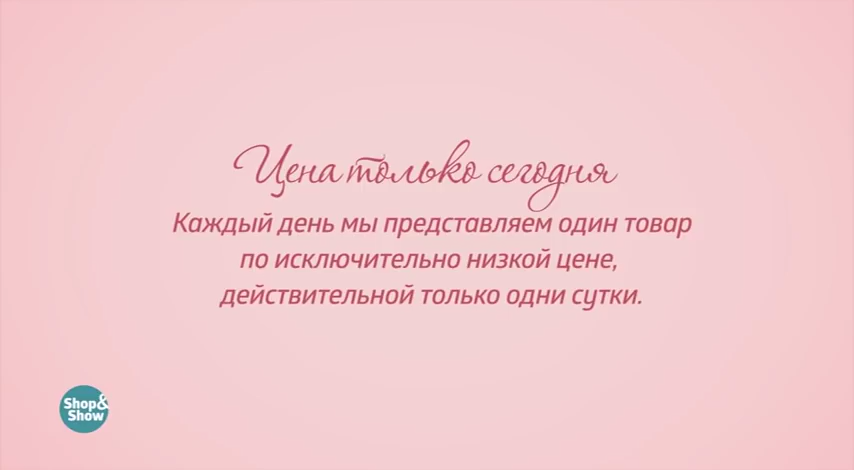 Цена только сегодня
Каждый день мы представляем один товар
по исключительно низкой цене,
действительной только одни сутки.
Shop&
Show